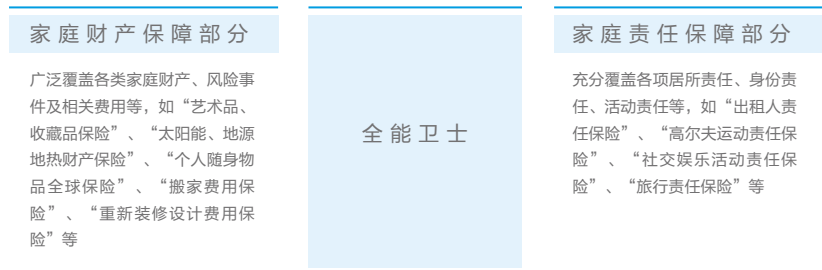 家庭财产保障部分
广泛覆盖各类家庭财产、风险事
件及相关费用等，如“艺术品、
收藏品保险”、“太阳能、地源
地热财产保险”、“个人随身物
品全球保险”、“搬家费用保
险”、“重新装修设计费用保
险”等
全能卫士
家庭责任保障部分
充分覆盖各项居所责任、身份责
任、活动责任等，如“出租人责
任保险”、“高尔夫运动责任保
险”、“社交娱乐活动责任保
险”、“旅行责任保险”等